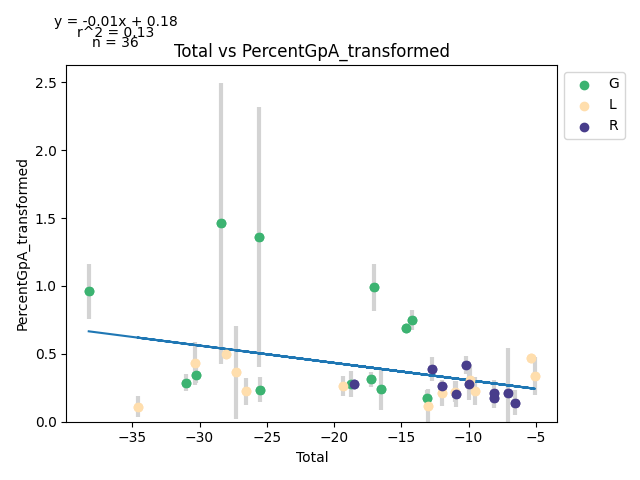 y = -0.01x + 0.18
r^2 = 0.13
n = 36
Total vs PercentGpA_transformed
G
L
R
PercentGpA_transformed
2.5
2.0
1.5
1.0
0.5
0.0
−35
−30
−25
−20
−15
−10
−5
Total